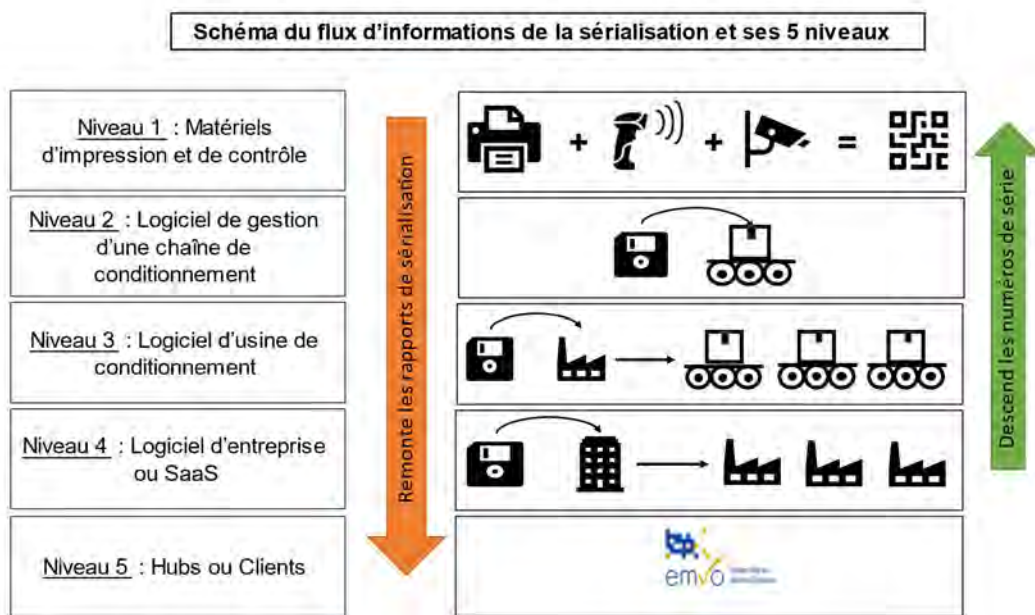 Schéma du flux d'informations de la sérialisation et ses 5 niveaux
Niveau 1 : Matériels
d'impression et de contrôle
Niveau 2 : Logiciel de gestion
d'une chaîne de
conditionnement
Niveau 3 : Logiciel d'usine de
conditionnement
Niveau 4 : Logiciel d'entreprise
ou SaaS
Niveau 5 : Hubs ou Clients
Remonte les rapports de sérialisation
+ + =
emvo
Descend les numéros de série